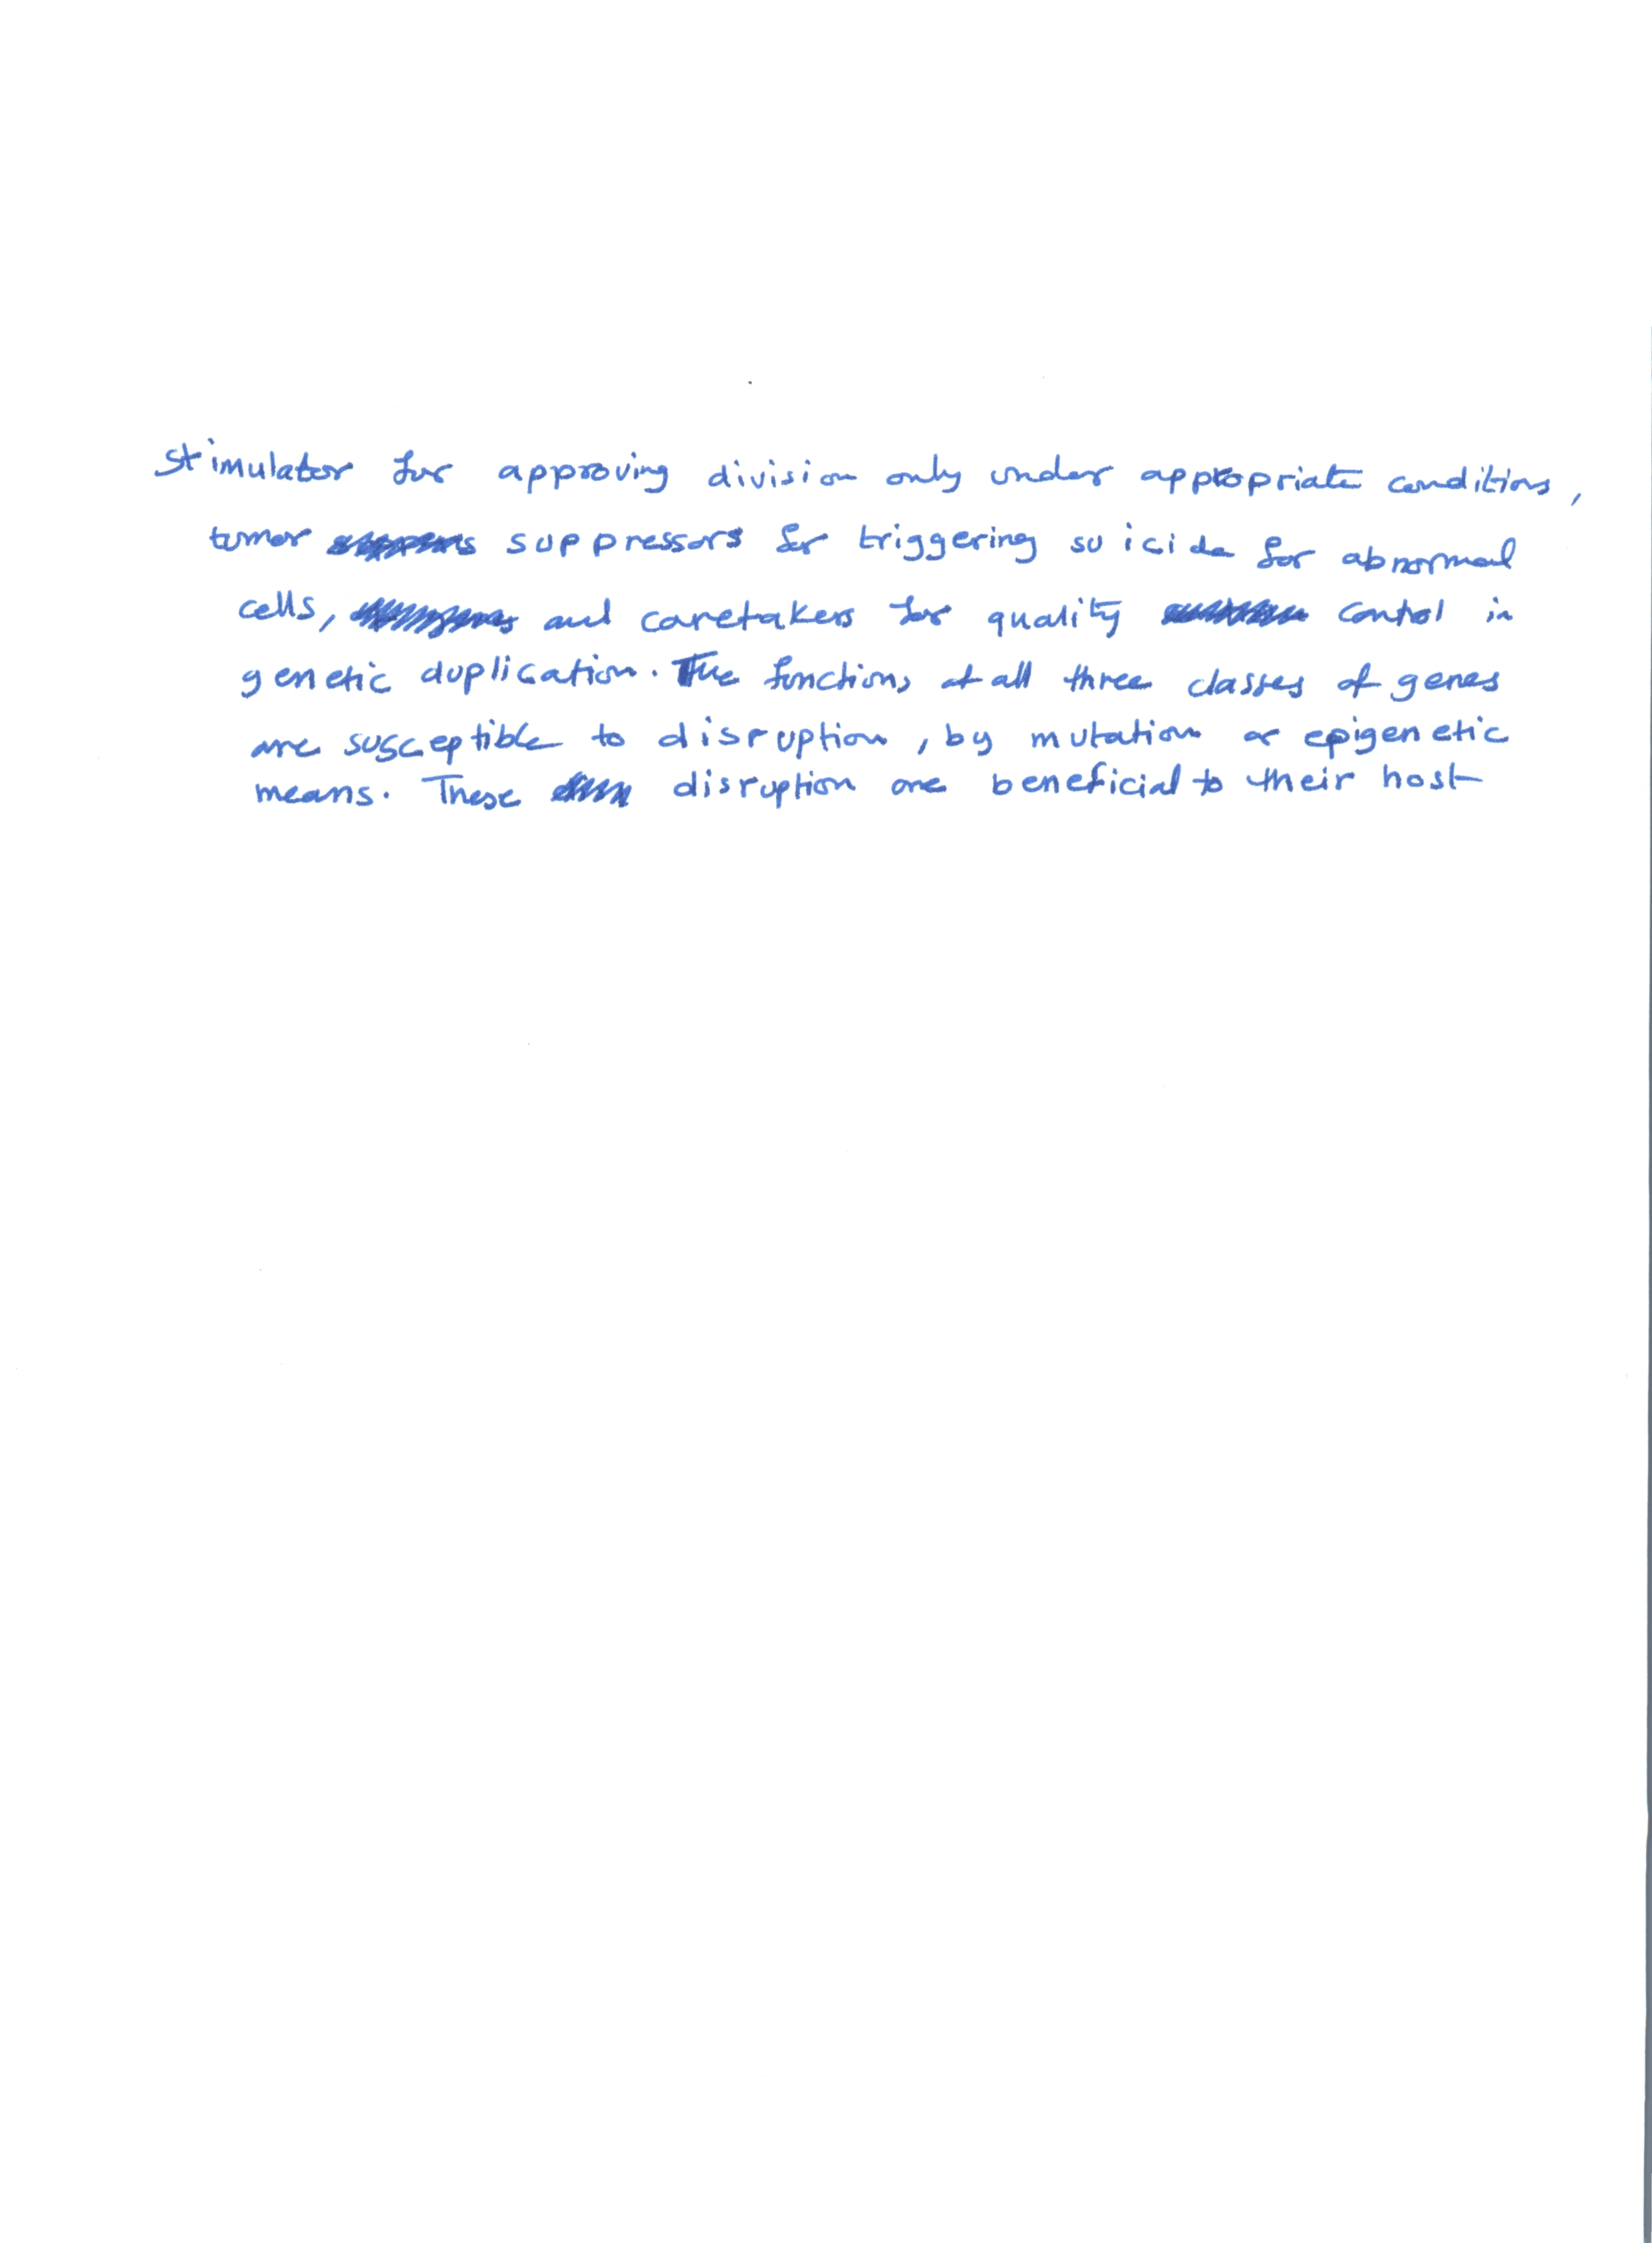 Stimulator for approving division only under appropriate conditions,
tumor suppressors for triggering suicide for abnormal
cells, and caretakers for quality control in
genetic duplication. The functions of all three classes of genes
are susceptible to disruption, by mutation or epigenetic
means. These disruption are beneficial to their host